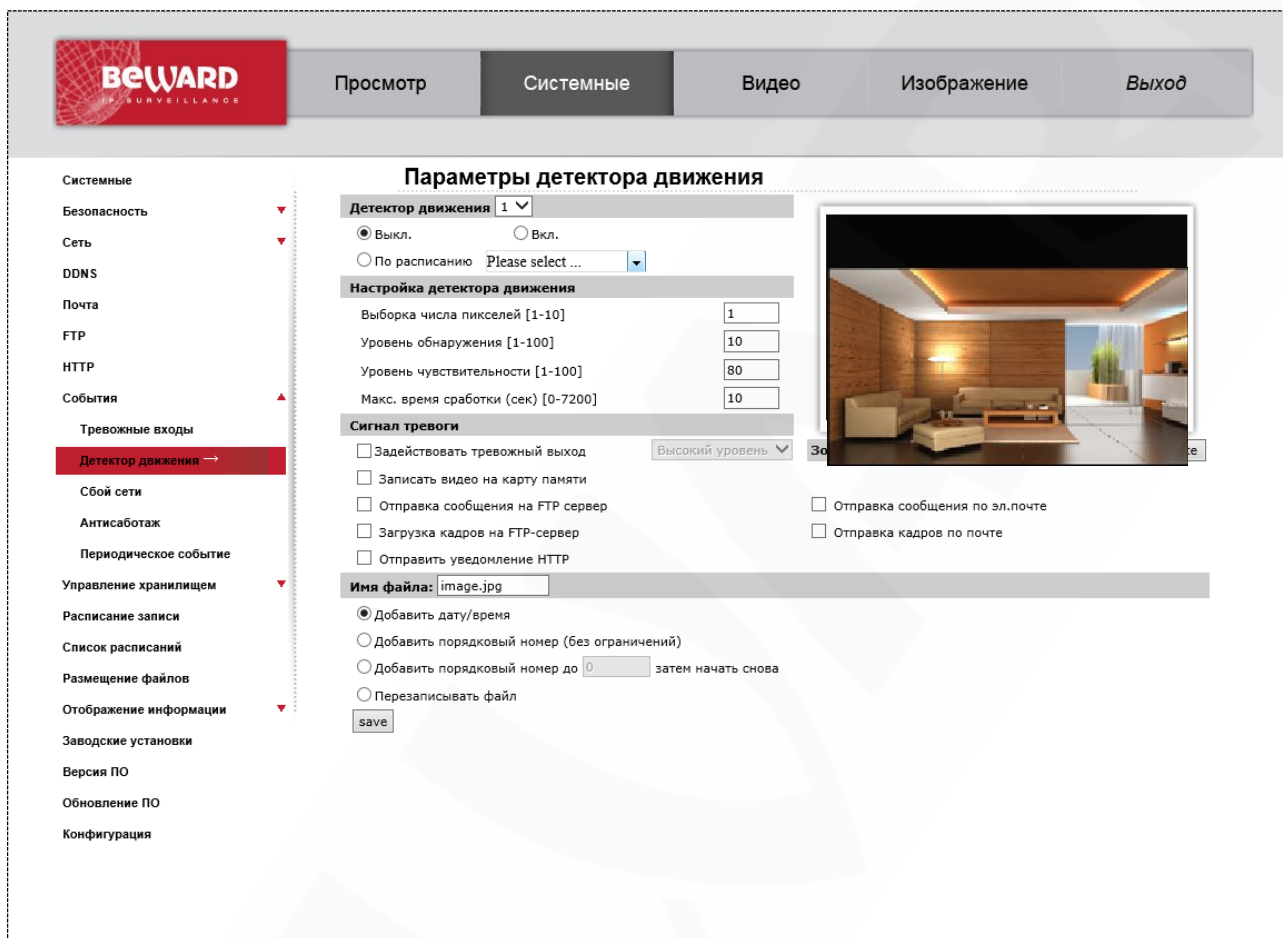 BEWARD
IP SURVEILLANCE
Просмотр
Системные
Видео
Изображение
Выход
Системные
Безопасность
Сеть
DDNS
Почта
FTP
HTTP
События
Тревожные входы
Детектор движения →
Сбой сети
Антисаботаж
Периодическое событие
Управление хранилищем
Расписание записи
Список расписаний
Размещение файлов
Отображение информации
Заводские установки
Версия ПО
Обновление ПО
Конфигурация
Параметры детектора движения
Детектор движения 1
Выкл. Вкл.
По расписанию Please select ...
Настройка детектора движения
Выборка числа пикселей [1-10] 1
Уровень обнаружения [1-100] 10
Уровень чувствительности [1-100] 80
Макс. время сработки (сек) [0-7200] 10
Сигнал тревоги
Задействовать тревожный выход Высокий уровень
Записать видео на карту памяти
Отправка сообщения на FTP сервер Отправка сообщения по эл.почте
Загрузка кадров на FTP-сервер Отправка кадров по почте
Отправить уведомление HTTP
Имя файла: image.jpg
Добавить дату/время
Добавить порядковый номер (без ограничений)
Добавить порядковый номер до 0 затем начать снова
Перезаписывать файл
save